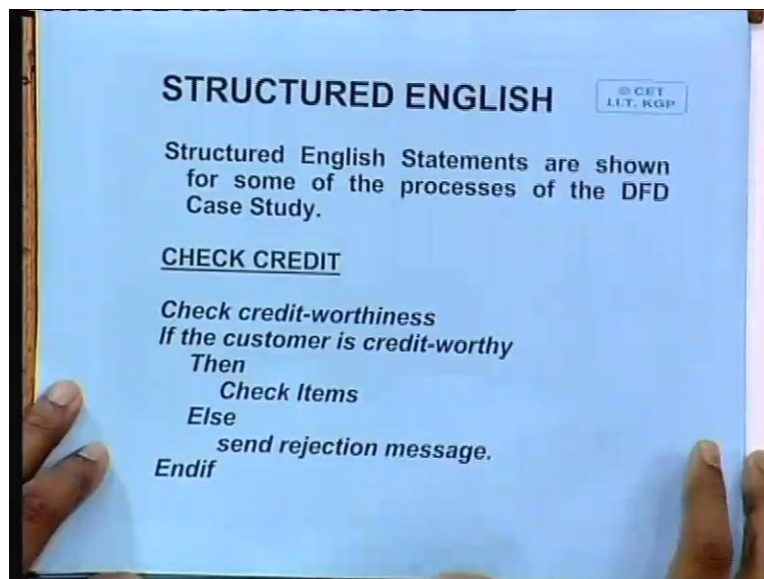 STRUCTURED ENGLISH
© CET
I.I.T. KGP
Structured English Statements are shown
for some of the processes of the DFD
Case Study.
CHECK CREDIT
Check credit-worthiness
If the customer is credit-worthy
Then
Check Items
Else
send rejection message.
Endif